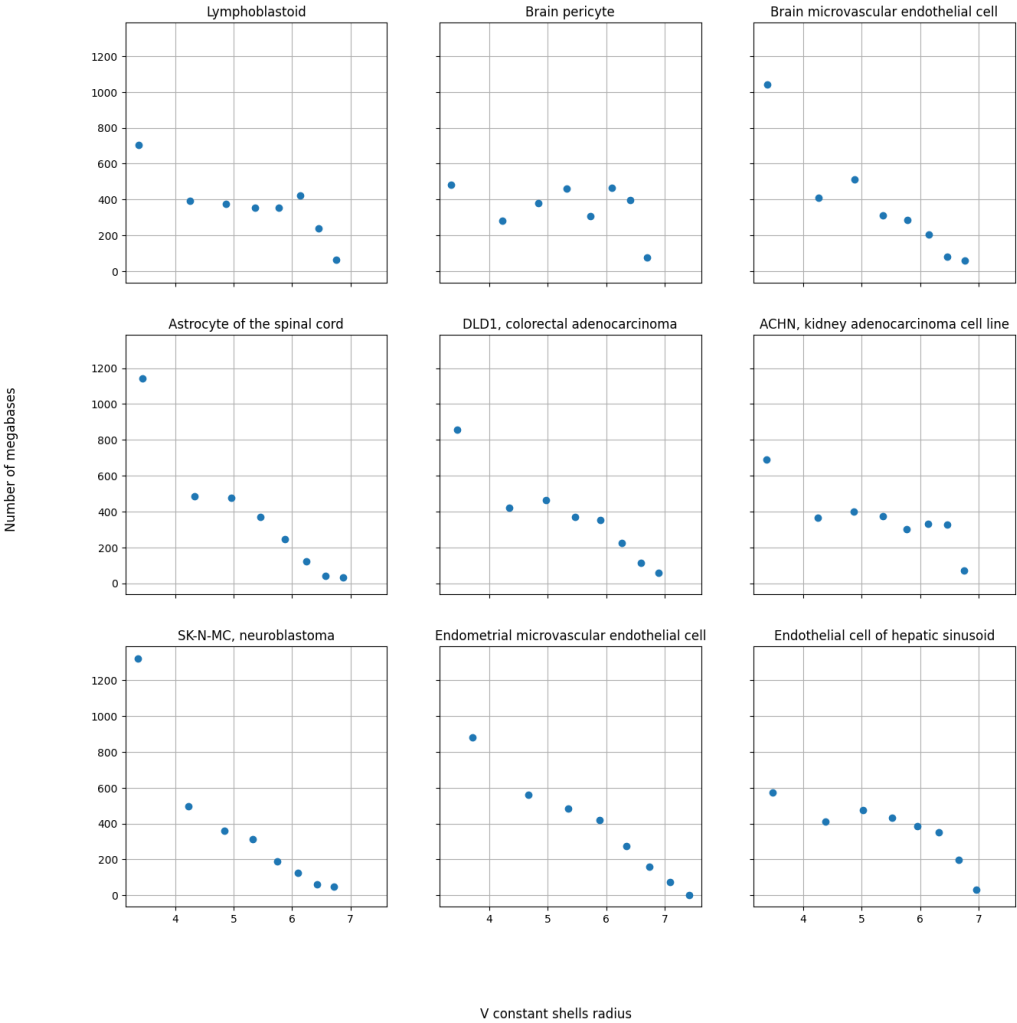 Lymphoblastoid
Brain pericyte
Brain microvascular endothelial cell
1200
1000
800
600
400
200
0
Astrocyte of the spinal cord
DLD1, colorectal adenocarcinoma
ACHN, kidney adenocarcinoma cell line
1200
1000
800
600
400
200
0
Number of megabases
SK-N-MC, neuroblastoma
Endometrial microvascular endothelial cell
Endothelial cell of hepatic sinusoid
1200
1000
800
600
400
200
0
4 5 6 7
4 5 6 7
4 5 6 7
V constant shells radius